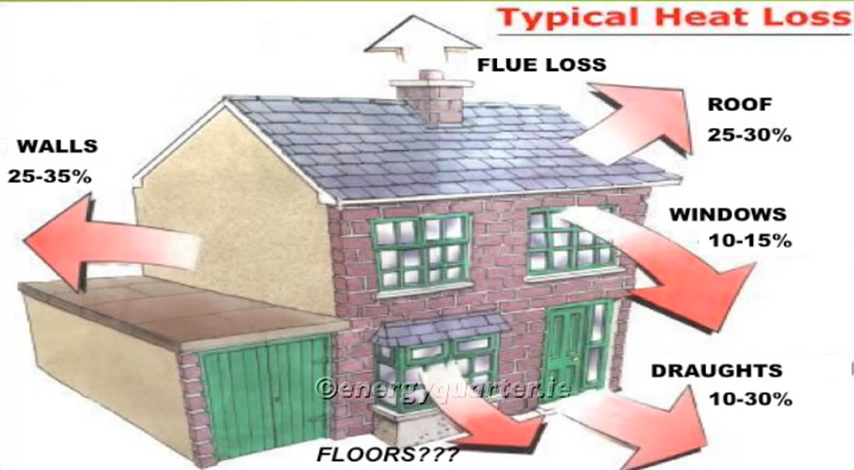 Typical Heat Loss
FLUE LOSS
ROOF
25-30%
WALLS
25-35%
WINDOWS
10-15%
DRAUGHTS
10-30%
©energyquarter.ie
FLOORS???